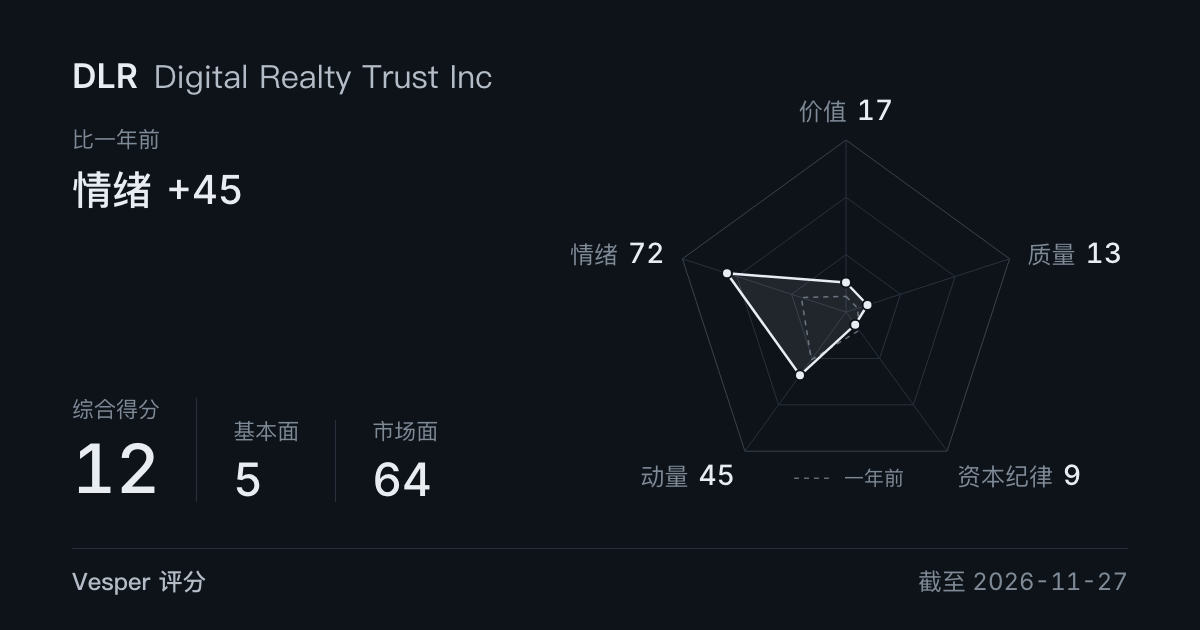 DLR Digital Realty Trust Inc
比一年前
情绪 +45
价值 17
情绪 72
质量 13
动量 45
一年前
资本纪律 9
综合得分
12
基本面
5
市场面
64
Vesper 评分
截至 2026-11-27